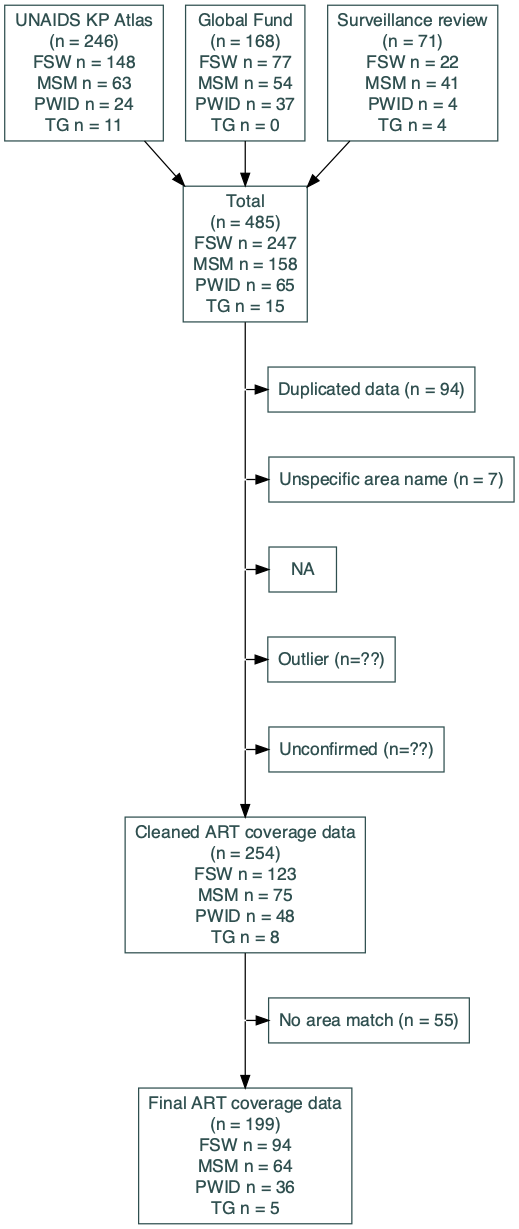 UNAIDS KP Atlas
(n = 246)
FSW n = 148
MSM n = 63
PWID n = 24
TG n = 11
Global Fund
(n = 168)
FSW n = 77
MSM n = 54
PWID n = 37
TG n = 0
Surveillance review
(n = 71)
FSW n = 22
MSM n = 41
PWID n = 4
TG n = 4
Total
(n = 485)
FSW n = 247
MSM n = 158
PWID n = 65
TG n = 15
Duplicated data (n = 94)
Unspecific area name (n = 7)
NA
Outlier (n=??)
Unconfirmed (n=??)
Cleaned ART coverage data
(n = 254)
FSW n = 123
MSM n = 75
PWID n = 48
TG n = 8
No area match (n = 55)
Final ART coverage data
(n = 199)
FSW n = 94
MSM n = 64
PWID n = 36
TG n = 5